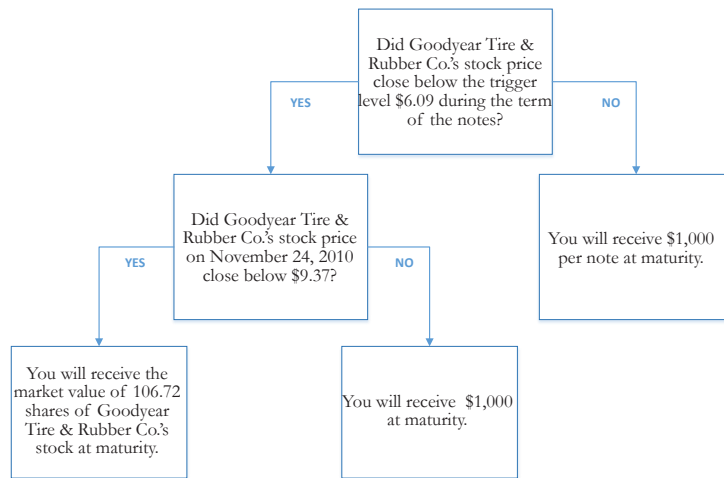 Did Goodyear Tire &
Rubber Co.'s stock price
close below the trigger
level $6.09 during the term
of the notes?
YES
NO
Did Goodyear Tire &
Rubber Co.'s stock price
on November 24, 2010
close below $9.37?
You will receive $1,000
per note at maturity.
YES
NO
You will receive the
market value of 106.72
shares of Goodyear
Tire & Rubber Co.'s
stock at maturity.
You will receive $1,000
at maturity.